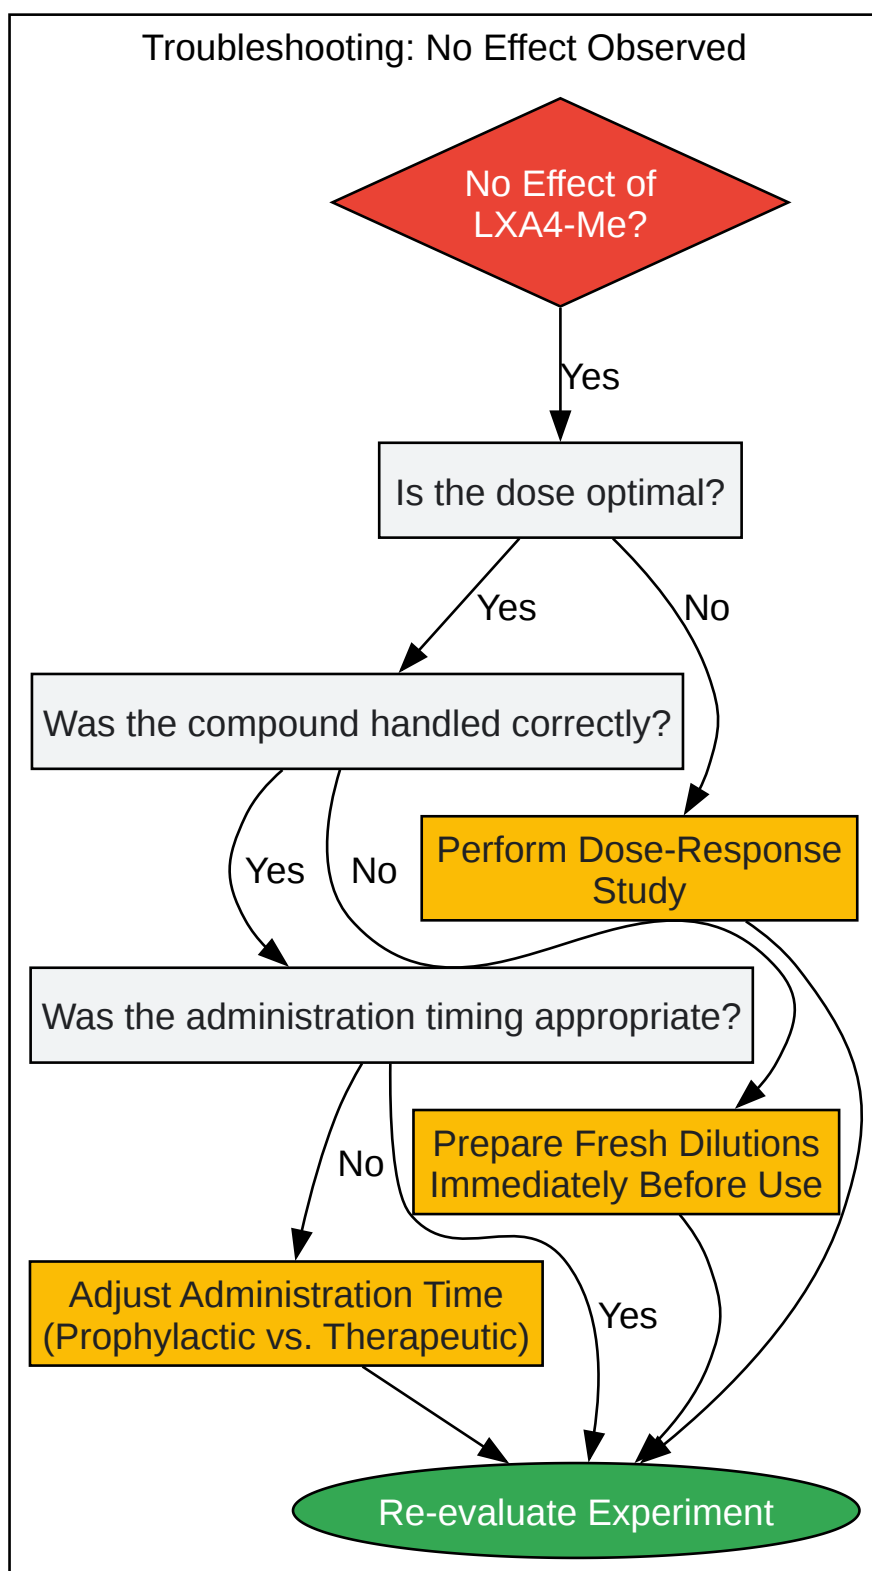 Troubleshooting: No Effect Observed
No Effect of
LXA4-Me?
Yes
Is the dose optimal?
Yes
No
Was the compound handled correctly?
Perform Dose-Response
Study
Yes
No
Was the administration timing appropriate?
Prepare Fresh Dilutions
Immediately Before Use
No
Adjust Administration Time
(Prophylactic vs. Therapeutic)
Yes
Re-evaluate Experiment